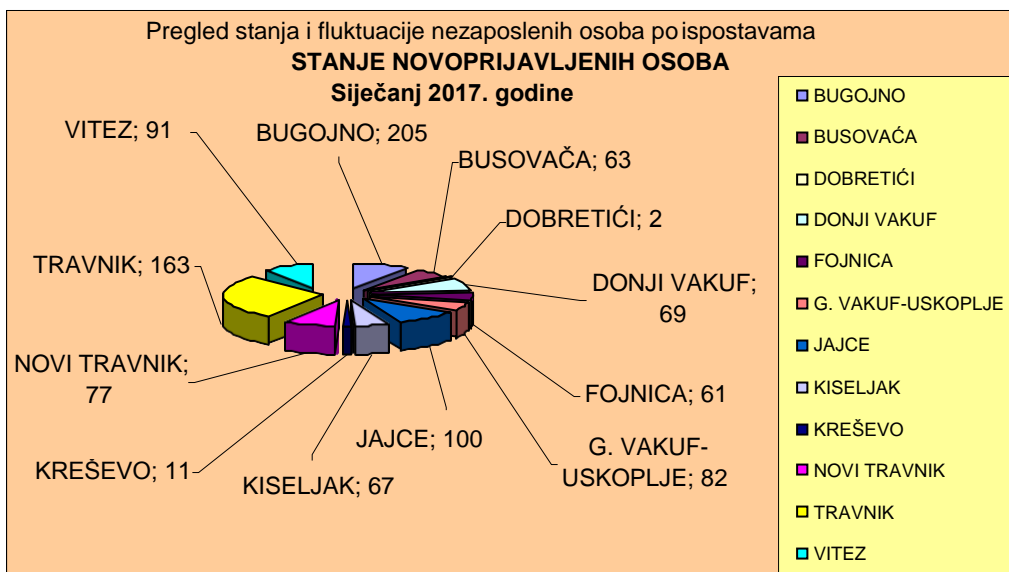 Pregled stanja i fluktuacije nezaposlenih osoba po ispostavama
STANJE NOVOPRIJAVLJENIH OSOBA
Siječanj 2017. godine
VITEZ; 91
BUGOJNO; 205
BUSOVAČA; 63
DOBRETIĆI; 2
DONJI VAKUF;
69
FOJNICA; 61
G. VAKUF-
USKOPLJE; 82
JAJCE; 100
KISELJAK; 67
KREŠEVO; 11
NOVI TRAVNIK;
77
TRAVNIK; 163
BUGOJNO
BUSOVAĆA
DOBRETIĆI
DONJI VAKUF
FOJNICA
G. VAKUF-USKOPLJE
JAJCE
KISELJAK
KREŠEVO
NOVI TRAVNIK
TRAVNIK
VITEZ